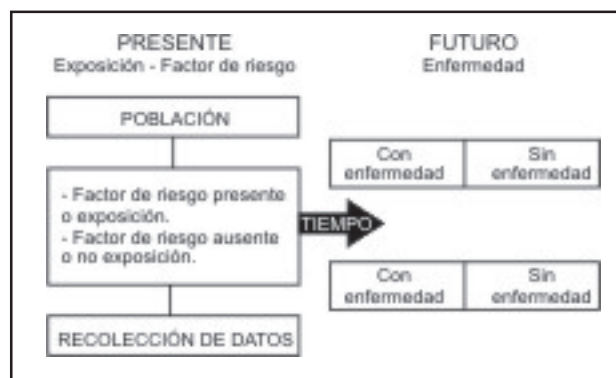 PRESENTE
Exposición - Factor de riesgo
POBLACIÓN
- Factor de riesgo presente
o exposición.
- Factor de riesgo ausente
o no exposición.
RECOLECCIÓN DE DATOS
TIEMPO
FUTURO
Enfermedad
Con
enfermedad
Sin
enfermedad
Con
enfermedad
Sin
enfermedad